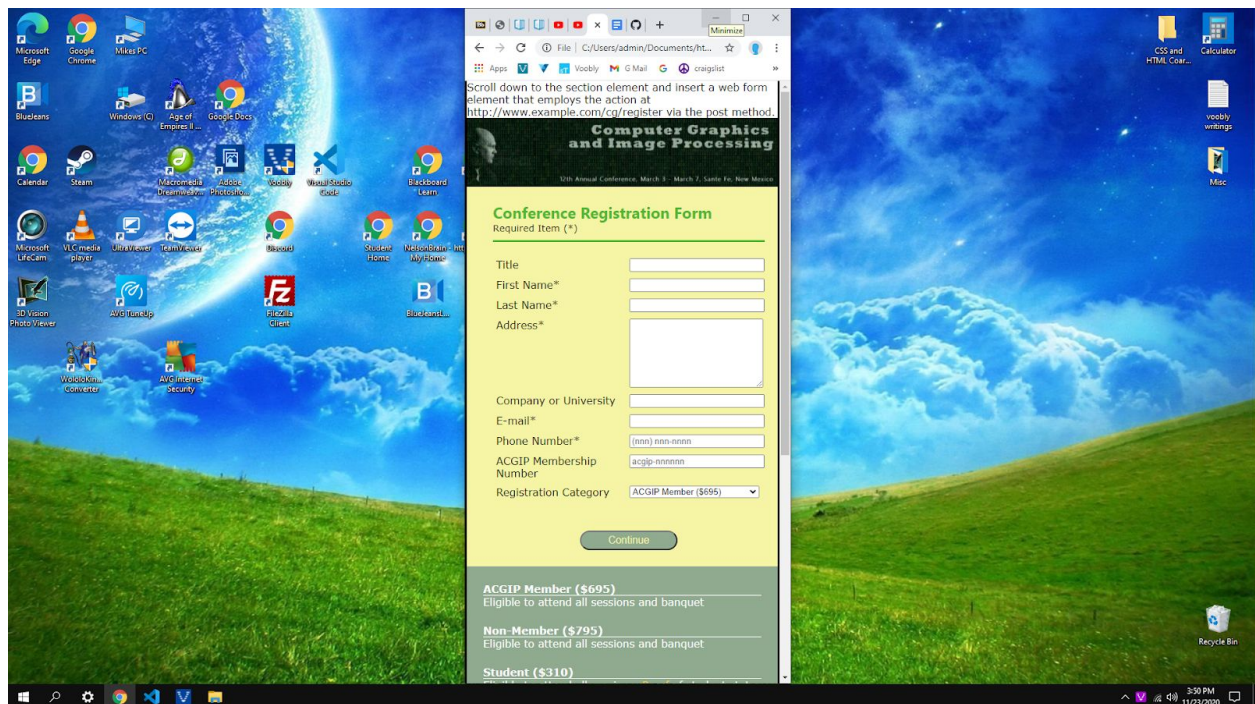 Microsoft Edge
Google Chrome
Mikes PC
BlueJeans
Windows (C)
Age of Empires II ...
Google Docs
Calendar
Steam
Macromedia Dreamweav...
Adobe Photosho...
Voobly
Visual Studio Code
Blackboard Learn
Microsoft LifeCam
VLC media player
UltraViewer
TeamViewer
Discord
Student Home
NelsonBrain - htt...
My Home
3D Vision Photo Viewer
AVG TuneUp
FileZilla Client
BlueJeansI...
WololoKin... Converter
AVG Internet Security
Minimize
File | C:/Users/admin/Documents/ht...
Apps
Voobly
G Mail
craigslist
Scroll down to the section element and insert a web form
element that employs the action at
http://www.example.com/cg/register via the post method.
Computer Graphics
and Image Processing
12th Annual Conference, March 3 - March 7, Sante Fe, New Mexico
Conference Registration Form
Required Item (*)
Title
First Name*
Last Name*
Address*
Company or University
E-mail*
Phone Number* (nnn) nnn-nnnn
ACGIP Membership acgip-nnnnnn
Number
Registration Category ACGIP Member ($695)
Continue
ACGIP Member ($695)
Eligible to attend all sessions and banquet
Non-Member ($795)
Eligible to attend all sessions and banquet
Student ($310)
CSS and HTML Coar...
Calculator
voobly writings
Misc
Recycle Bin
3:50 PM
11/23/2020